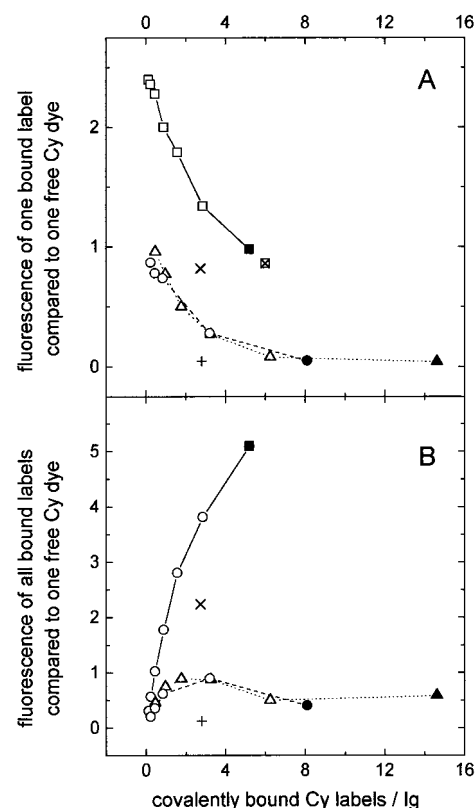 0 4 8 12 16
A
fluorescence of one bound label
compared to one free Cy dye
2
1
0
B
fluorescence of all bound labels
compared to one free Cy dye
5
4
3
2
1
0
0 4 8 12 16
covalently bound Cy labels / Ig